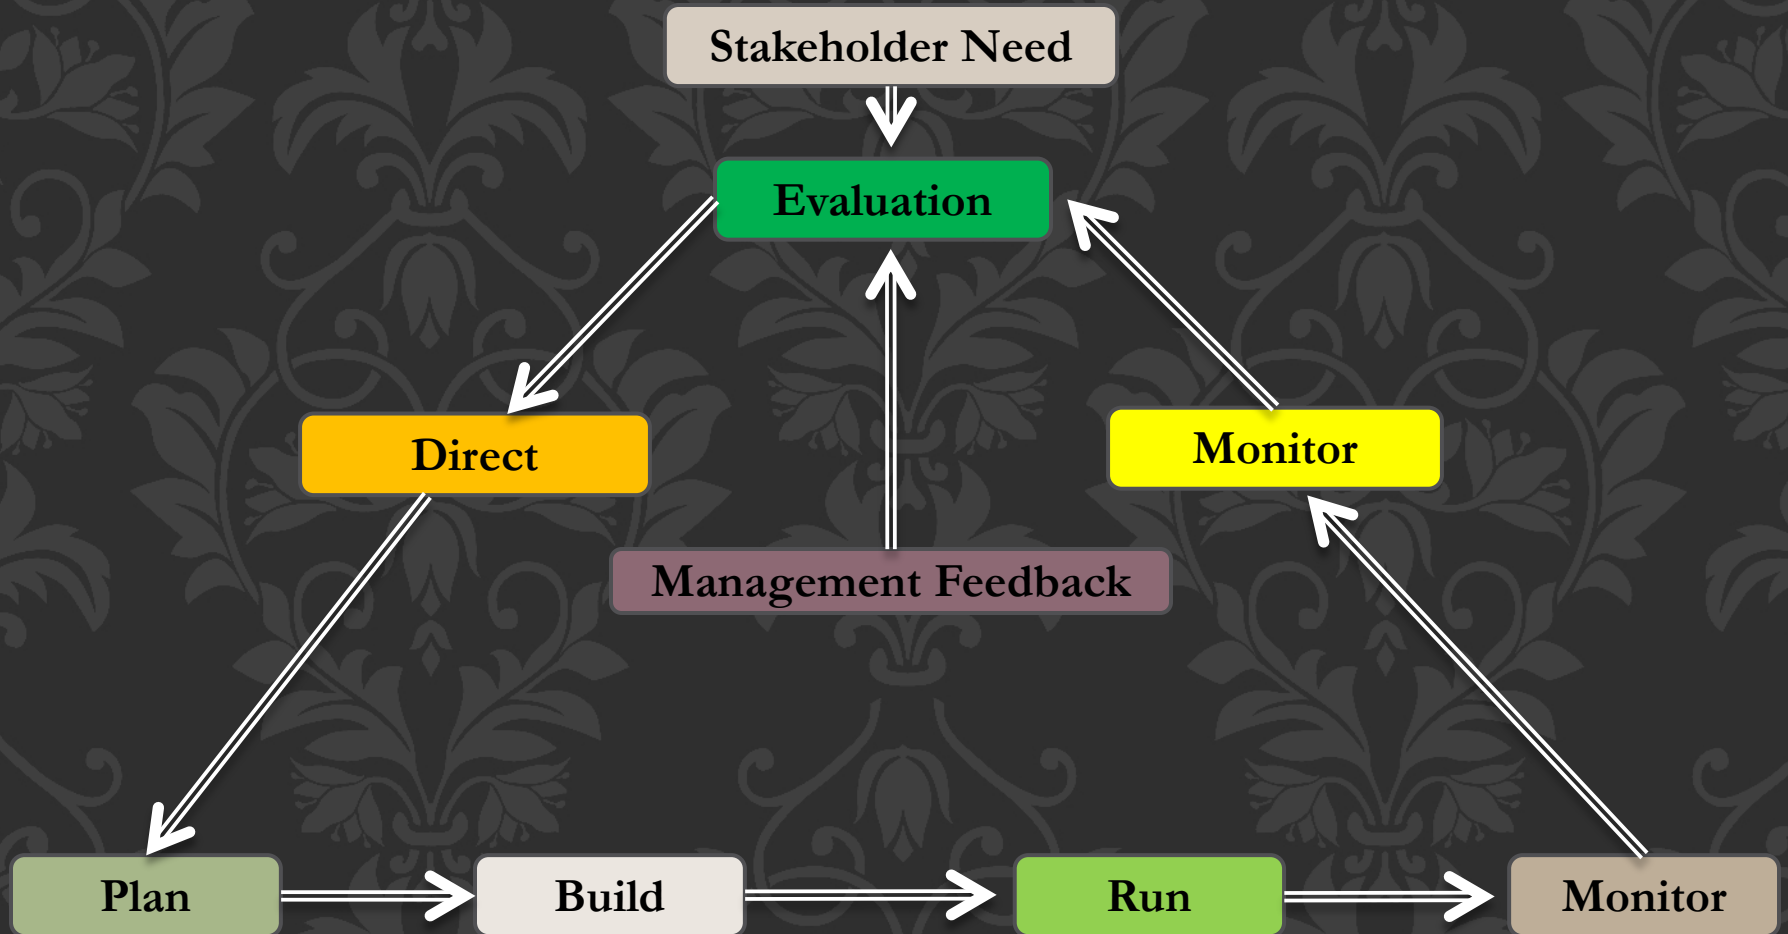 Stakeholder Need
Evaluation
Direct
Monitor
Management Feedback
Plan
Build
Run
Monitor